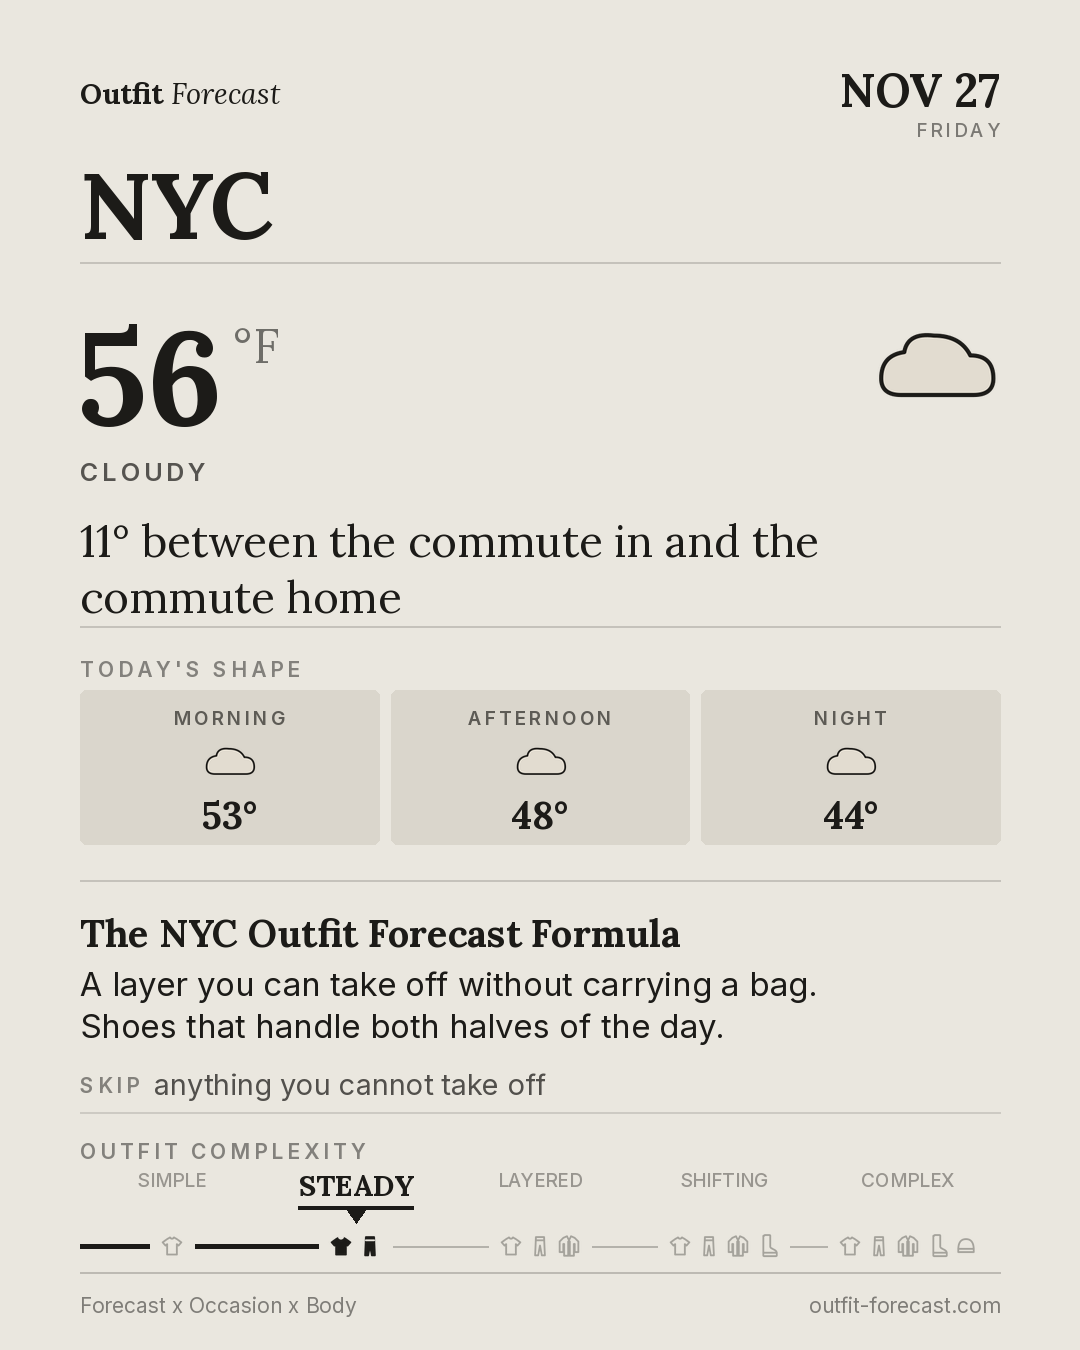 Outfit Forecast
NOV 27
FRIDAY
NYC
56 °F
CLOUDY
11° between the commute in and the
commute home
TODAY'S SHAPE
MORNING
53°
AFTERNOON
48°
NIGHT
44°
The NYC Outfit Forecast Formula
A layer you can take off without carrying a bag.
Shoes that handle both halves of the day.
SKIP anything you cannot take off
OUTFIT COMPLEXITY
SIMPLE STEADY LAYERED SHIFTING COMPLEX
Forecast x Occasion x Body
outfit-forecast.com